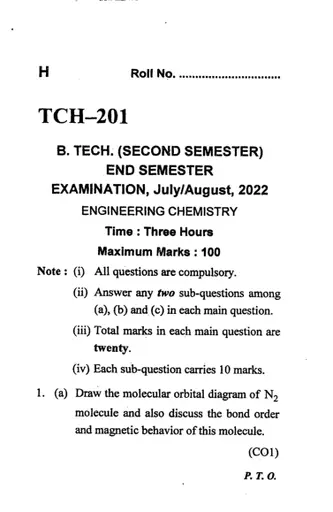 H Roll No. ...............................
TCH–201
B. TECH. (SECOND SEMESTER)
END SEMESTER
EXAMINATION, July/August, 2022
ENGINEERING CHEMISTRY
Time : Three Hours
Maximum Marks : 100
Note : (i) All questions are compulsory.
(ii) Answer any two sub-questions among
(a), (b) and (c) in each main question.
(iii) Total marks in each main question are
twenty.
(iv) Each sub-question carries 10 marks.
1. (a) Draw the molecular orbital diagram of N₂
molecule and also discuss the bond order
and magnetic behavior of this molecule.
(CO1)
P. T. O.